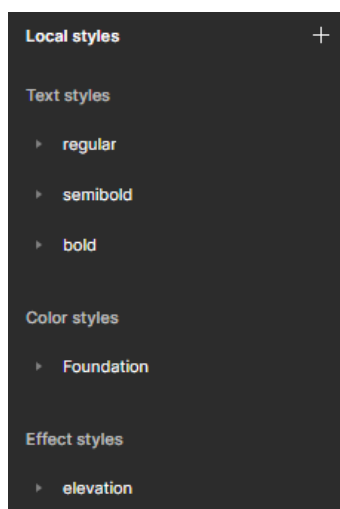 Local styles
Text styles
regular
semibold
bold
Color styles
Foundation
Effect styles
elevation